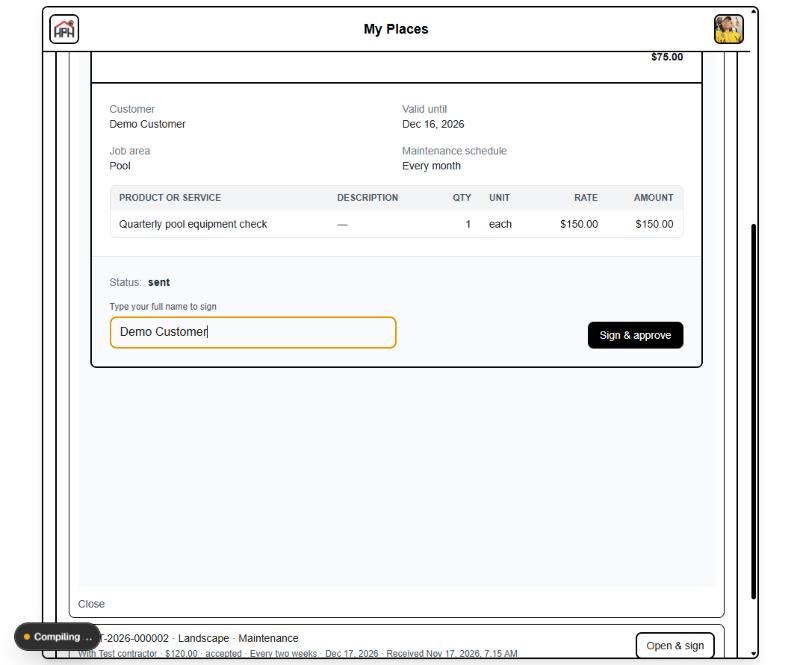 HPH
My Places
$75.00
Customer
Valid until
Demo Customer
Dec 16, 2026
Job area
Maintenance schedule
Pool
Every month
PRODUCT OR SERVICE DESCRIPTION QTY UNIT RATE AMOUNT
Quarterly pool equipment check — 1 each $150.00 $150.00
Status: sent
Type your full name to sign
Demo Customer
Sign & approve
Close
Compiling ..
T-2026-000002 · Landscape · Maintenance
Open & sign
With Test contractor · $120.00 · accepted · Every two weeks · Dec 17, 2026 · Received Nov 17, 2026, 7:15 AM